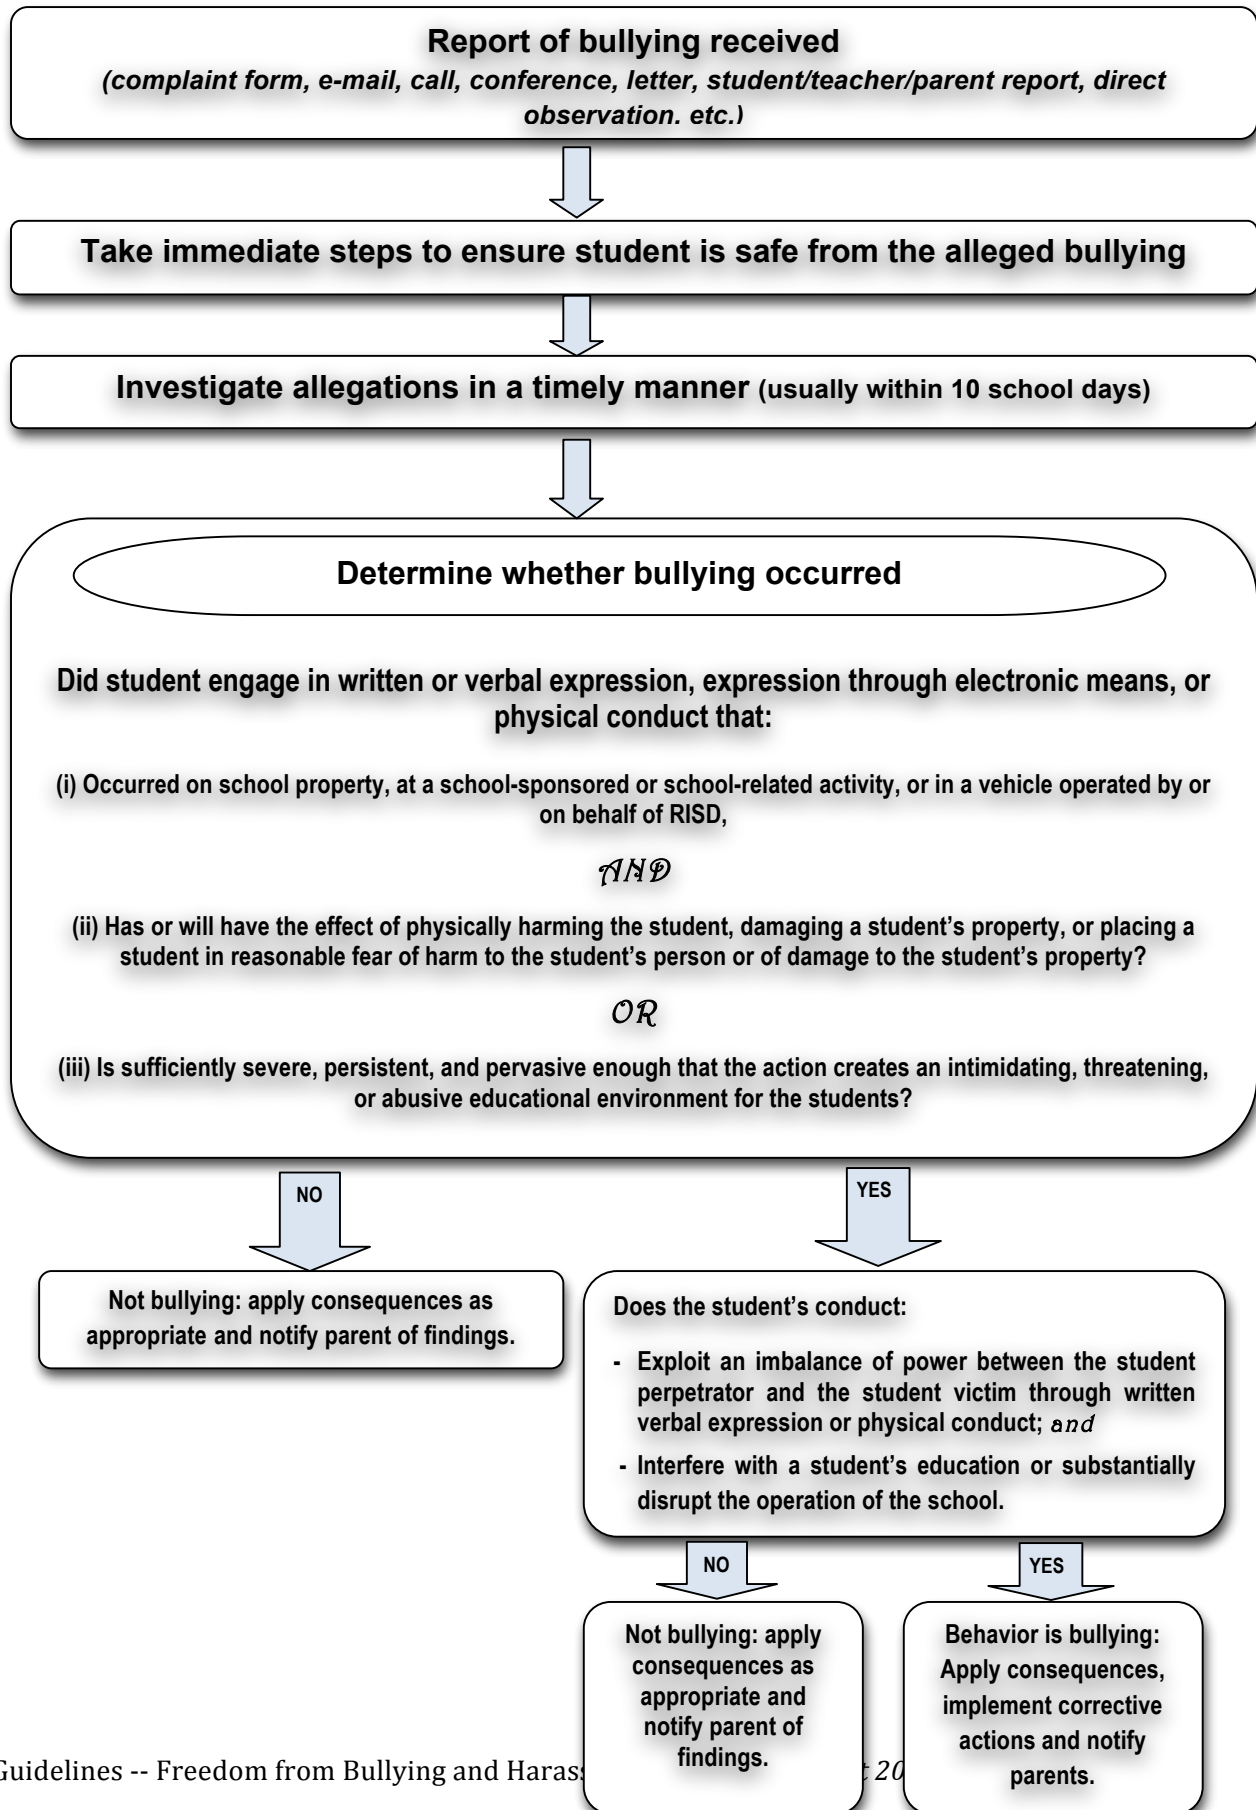 Report of bullying received
(complaint form, e-mail, call, conference, letter, student/teacher/parent report, direct
observation. etc.)
Take immediate steps to ensure student is safe from the alleged bullying
Investigate allegations in a timely manner (usually within 10 school days)
Determine whether bullying occurred
Did student engage in written or verbal expression, expression through electronic means, or
physical conduct that:
(i) Occurred on school property, at a school-sponsored or school-related activity, or in a vehicle operated by or
on behalf of RISD,
AND
(ii) Has or will have the effect of physically harming the student, damaging a student's property, or placing a
student in reasonable fear of harm to the student's person or of damage to the student's property?
OR
(iii) Is sufficiently severe, persistent, and pervasive enough that the action creates an intimidating, threatening,
or abusive educational environment for the students?
NO
YES
Not bullying: apply consequences as
appropriate and notify parent of findings.
Does the student's conduct:
- Exploit an imbalance of power between the student
perpetrator and the student victim through written
verbal expression or physical conduct; and
- Interfere with a student's education or substantially
disrupt the operation of the school.
NO
YES
Not bullying: apply
consequences as
appropriate and
notify parent of
findings.
Behavior is bullying:
Apply consequences,
implement corrective
actions and notify
parents.
Guidelines -- Freedom from Bullying and